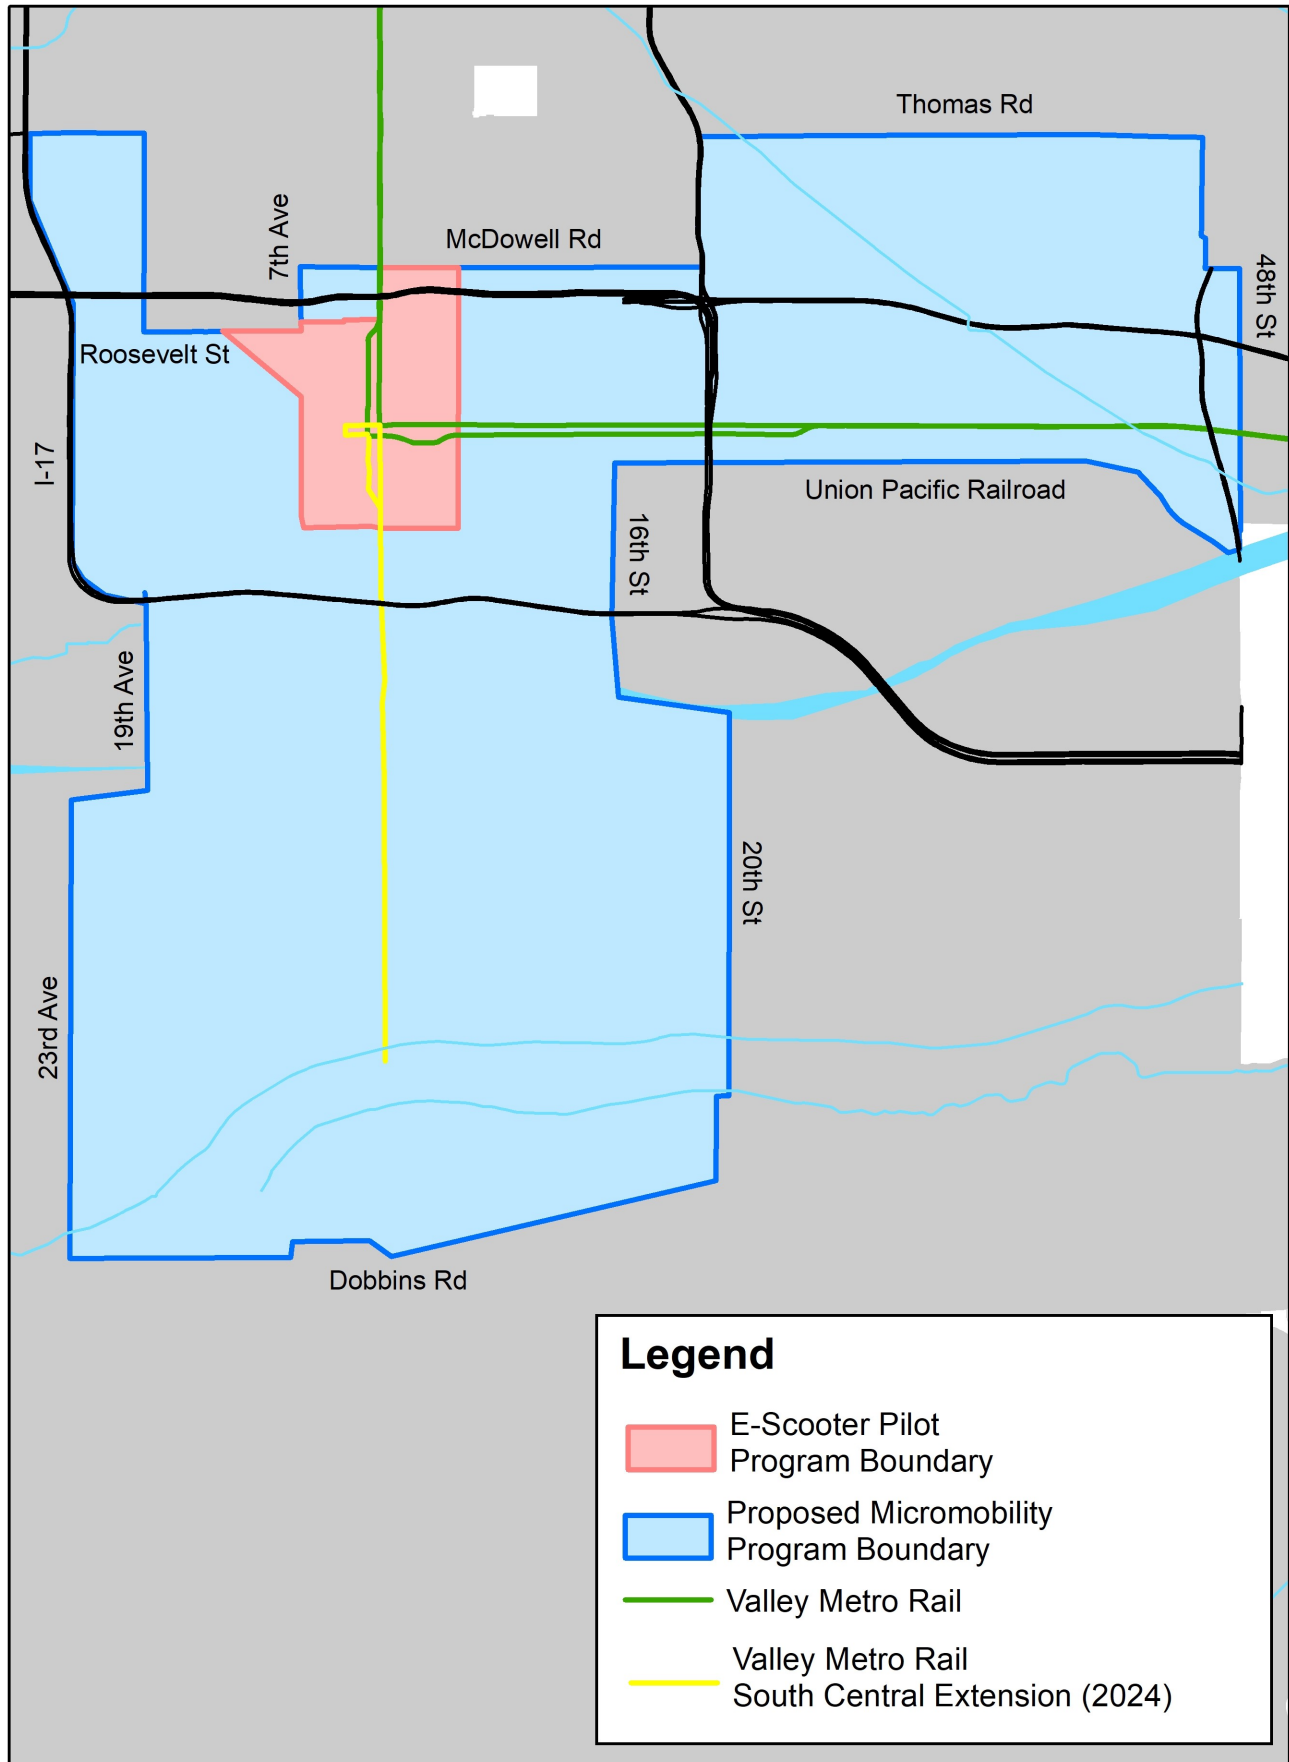 Thomas Rd
7th Ave
McDowell Rd
48th St
Roosevelt St
I-17
Union Pacific Railroad
16th St
19th Ave
20th St
23rd Ave
Dobbins Rd
Legend
E-Scooter Pilot
Program Boundary
Proposed Micromobility
Program Boundary
Valley Metro Rail
Valley Metro Rail
South Central Extension (2024)